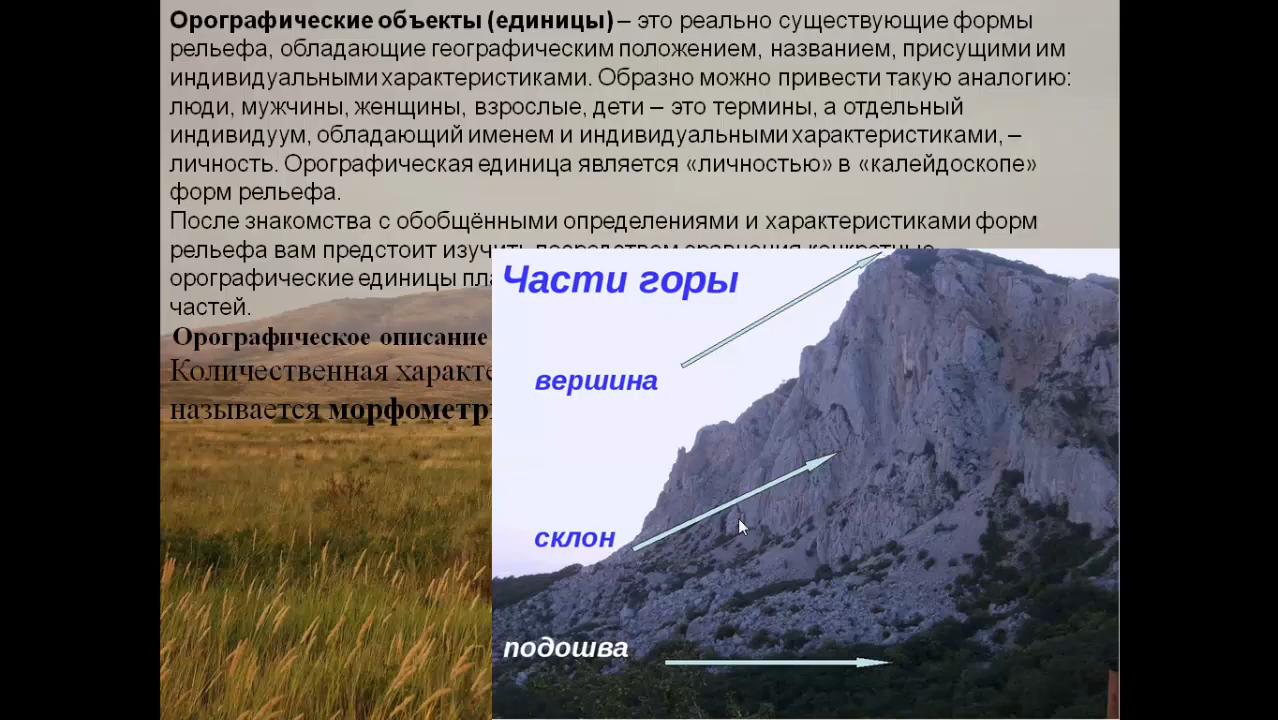 Орографические объекты (единицы) – это реально существующие формы
рельефа, обладающие географическим положением, названием, присущими им
индивидуальными характеристиками. Образно можно привести такую аналогию:
люди, мужчины, женщины, взрослые, дети – это термины, а отдельный
индивидуум, обладающий именем и индивидуальными характеристиками, –
личность. Орографическая единица является «личностью» в «калейдоскопе»
форм рельефа.
После знакомства с обобщёнными определениями и характеристиками форм
рельефа вам предстоит изучить посредством сравнения конкретные
орографические единицы
частей.
Орографическое описание
Количественная
называется
Части горы
вершина
склон
подошва